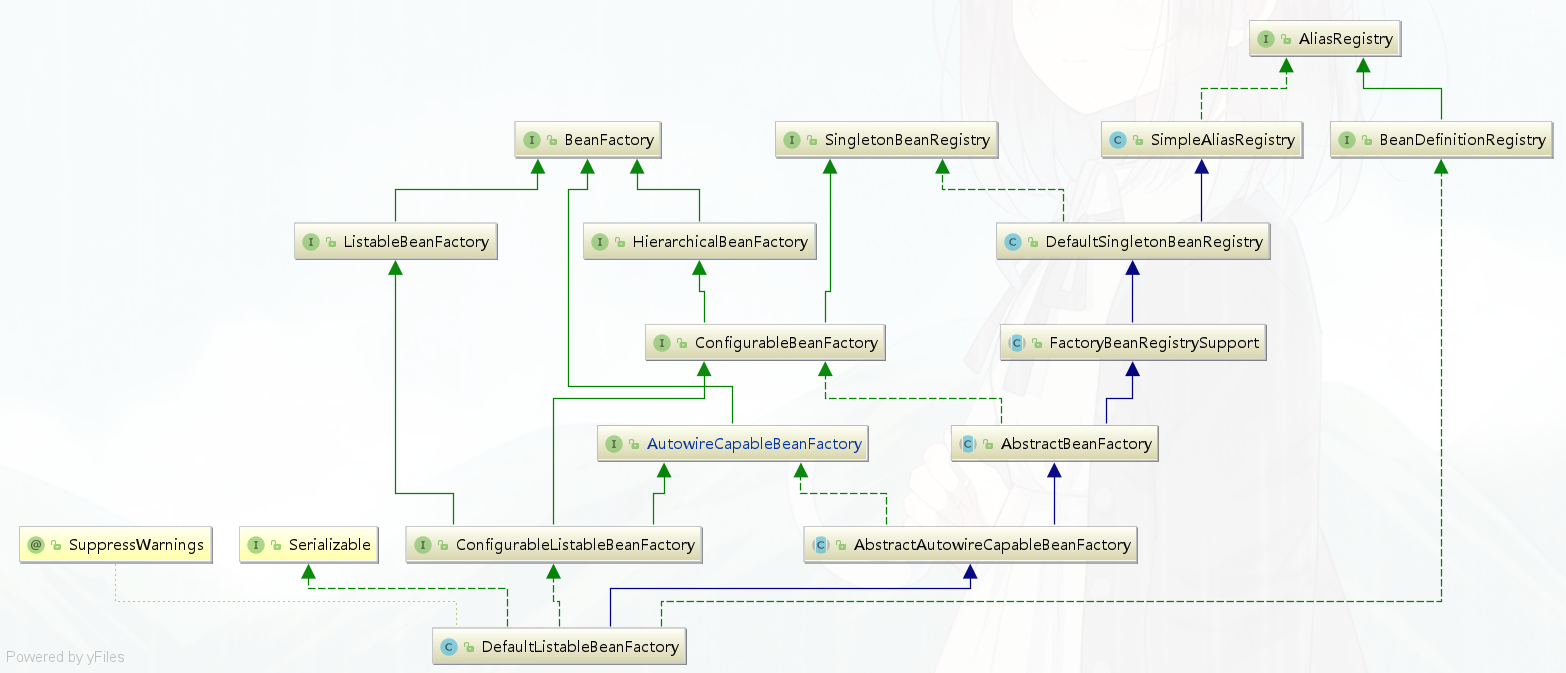 AliasRegistry
BeanFactory
SingletonBeanRegistry
SimpleAliasRegistry
BeanDefinitionRegistry
ListableBeanFactory
HierarchicalBeanFactory
DefaultSingletonBeanRegistry
ConfigurableBeanFactory
FactoryBeanRegistrySupport
AutowireCapableBeanFactory
AbstractBeanFactory
@ SuppressWarnings
Serializable
ConfigurableListableBeanFactory
AbstractAutowireCapableBeanFactory
DefaultListableBeanFactory
Powered by yFiles